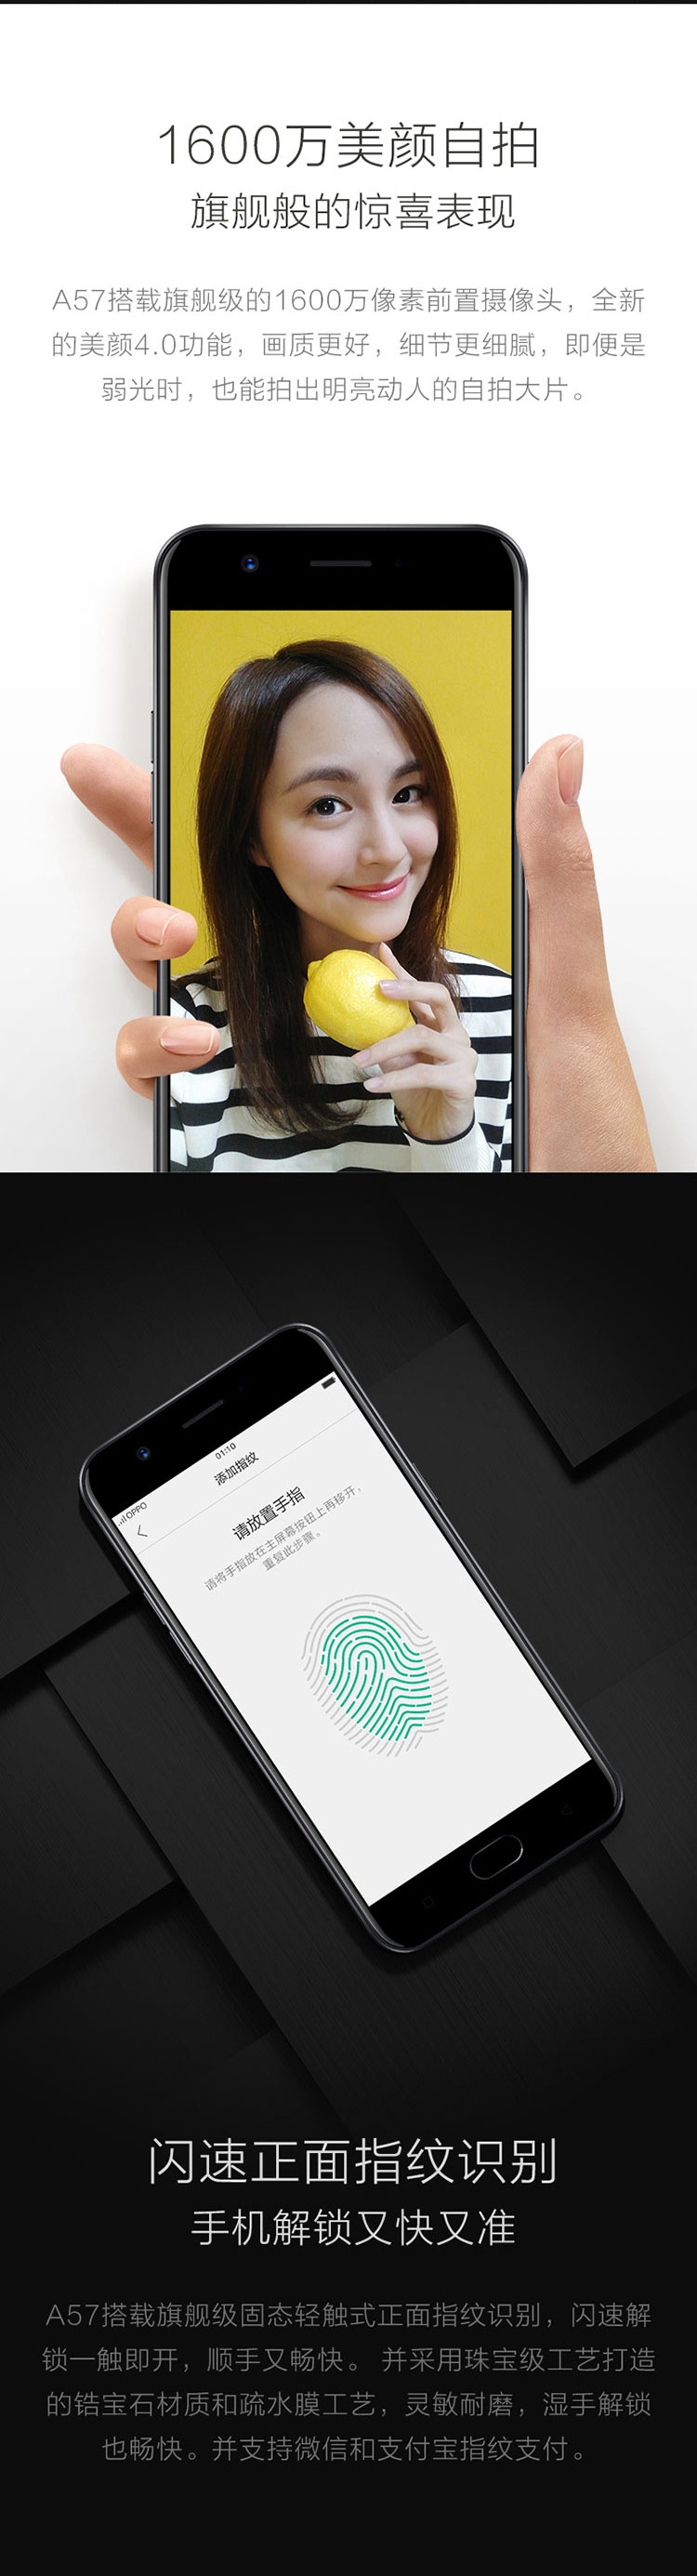 1600万美颜自拍
旗舰般的惊喜表现
A57搭载旗舰级的1600万像素前置摄像头，全新
的美颜4.0功能，画质更好，细节更细腻，即便是
弱光时，也能拍出明亮动人的自拍大片。
OPPO
01:10
添加指纹
请放置手指
请将手指放在主屏幕按钮上再移开，
重复此步骤。
闪速正面指纹识别
手机解锁又快又准
A57搭载旗舰级固态轻触式正面指纹识别，闪速解
锁一触即开，顺手又畅快。 并采用珠宝级工艺打造
的锆宝石材质和疏水膜工艺，灵敏耐磨，湿手解锁
也畅快。并支持微信和支付宝指纹支付。